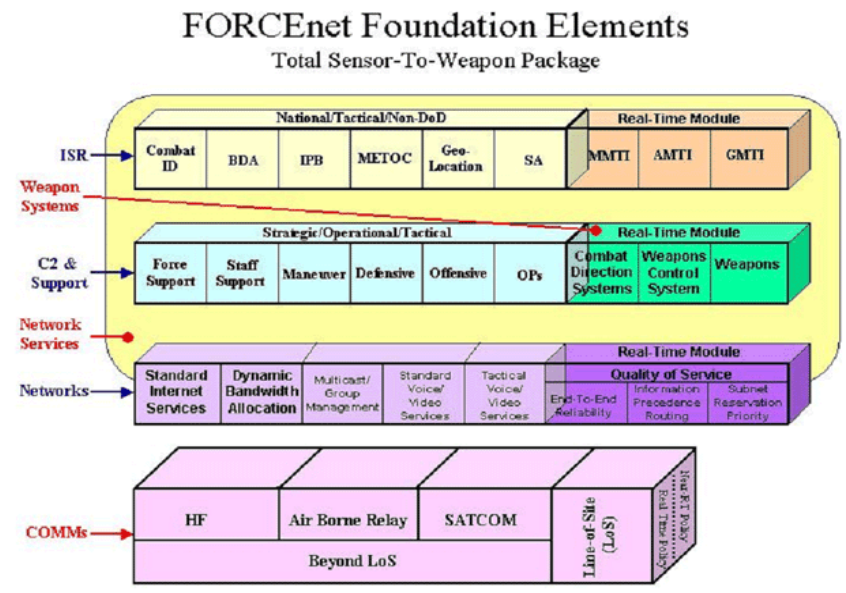 FORCEnet Foundation Elements
Total Sensor-To-Weapon Package
National/Tactical/Non-DoD
Real-Time Module
ISR
Combat
ID
BDA
IPB
METOC
Geo-
Location
SA
MMTI
AMTI
GMTI
Weapon
Systems
Strategic/Operational/Tactical
Real-Time Module
C2 &
Support
Force
Support
Staff
Support
Maneuver
Defensive
Offensive
OPs
Combat
Direction
Systems
Weapons
Control
System
Weapons
Network
Services
Real-Time Module
Networks
Standard
Internet
Services
Dynamic
Bandwidth
Allocation
Multicast/
Group
Management
Standard
Voice/
Video
Services
Tactical
Voice/
Video
Services
Quality of Service
End-To-End
Reliability
Information
Precedence
Routing
Subnet
Reservation
Priority
COMMs
HF
Air Borne Relay
SATCOM
Beyond LoS
Line-of-Site
(LoS)
Real Time Policy
Near-RT Policy